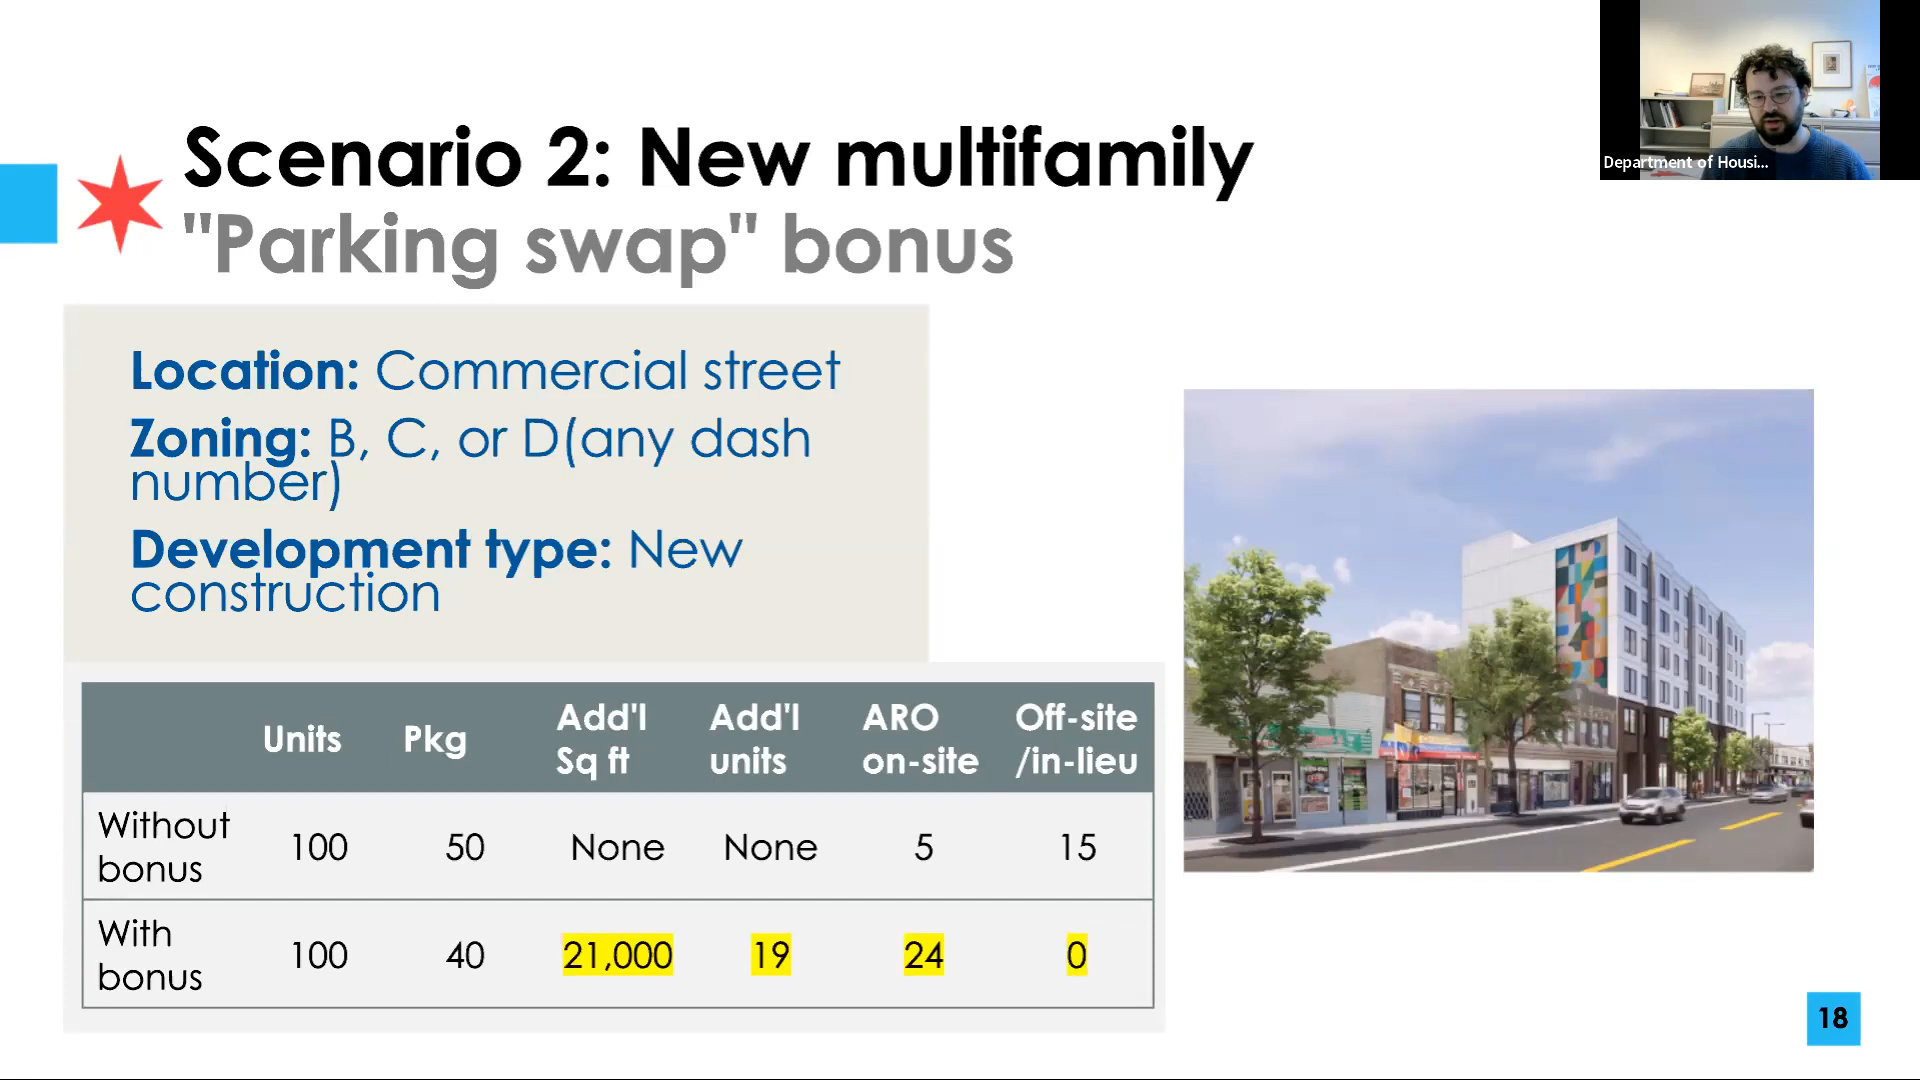 Department of Housi...
Scenario 2: New multifamily
"Parking swap" bonus
Location: Commercial street
Zoning: B, C, or D(any dash
number)
Development type: New
construction
Units Pkg Add'l Sq ft Add'l units ARO on-site Off-site /in-lieu
Without bonus 100 50 None None 5 15
With bonus 100 40 21,000 19 24 0
18